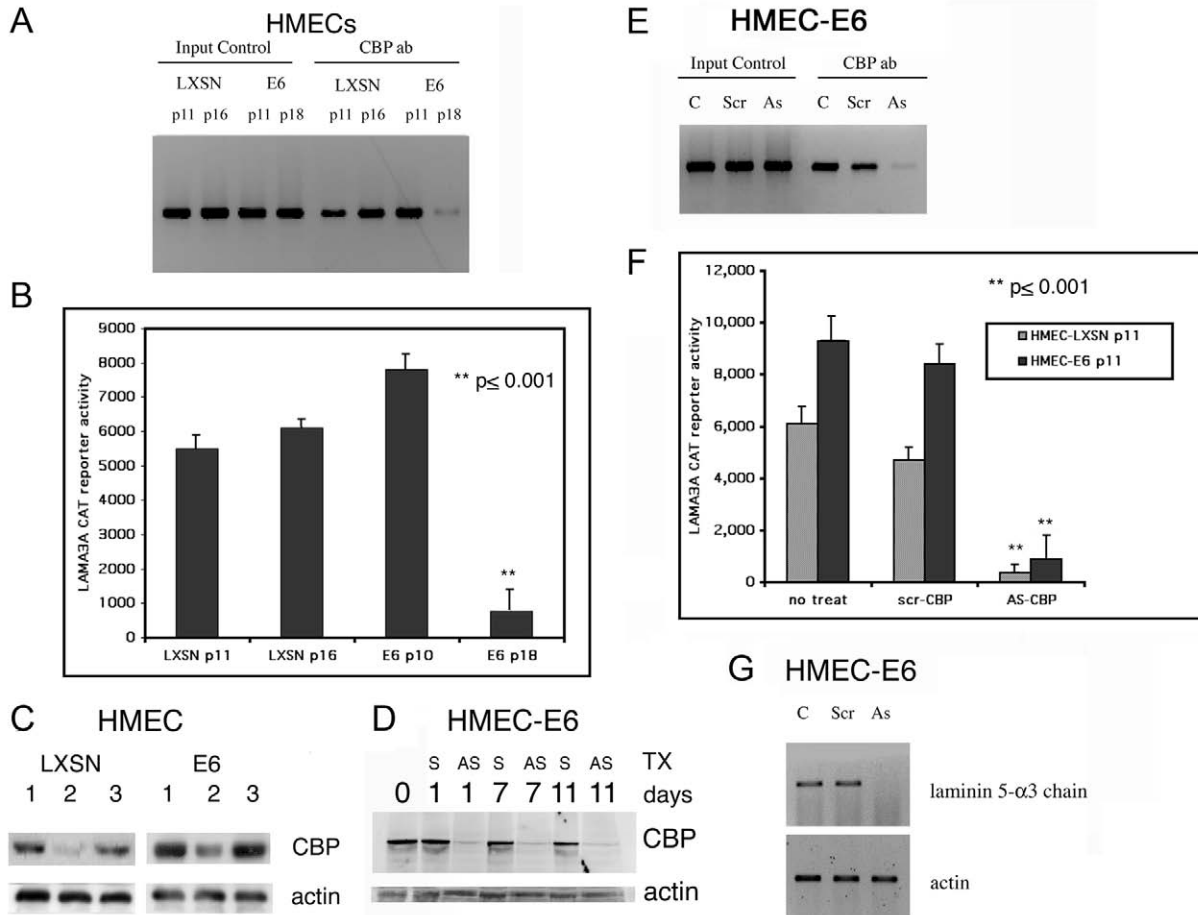 A
HMECs
Input Control CBP ab
LXSN E6 LXSN E6
p11 p16 p11 p18 p11 p16 p11 p18
B
LAMA3A CAT reporter activity
9000
8000
7000
6000
5000
4000
3000
2000
1000
0
** p≤ 0.001
**
LXSN p11 LXSN p16 E6 p10 E6 p18
C HMEC
LXSN E6
1 2 3 1 2 3
CBP
actin
D HMEC-E6
S AS S AS S AS TX
0 1 1 7 7 11 11 days
CBP
actin
E HMEC-E6
Input Control CBP ab
C Scr As C Scr As
F
LAMA3A CAT reporter activity
12,000
10,000
8,000
6,000
4,000
2,000
0
** p≤ 0.001
HMEC-LXSN p11
HMEC-E6 p11
** **
no treat scr-CBP AS-CBP
G HMEC-E6
C Scr As
laminin 5-α3 chain
actin